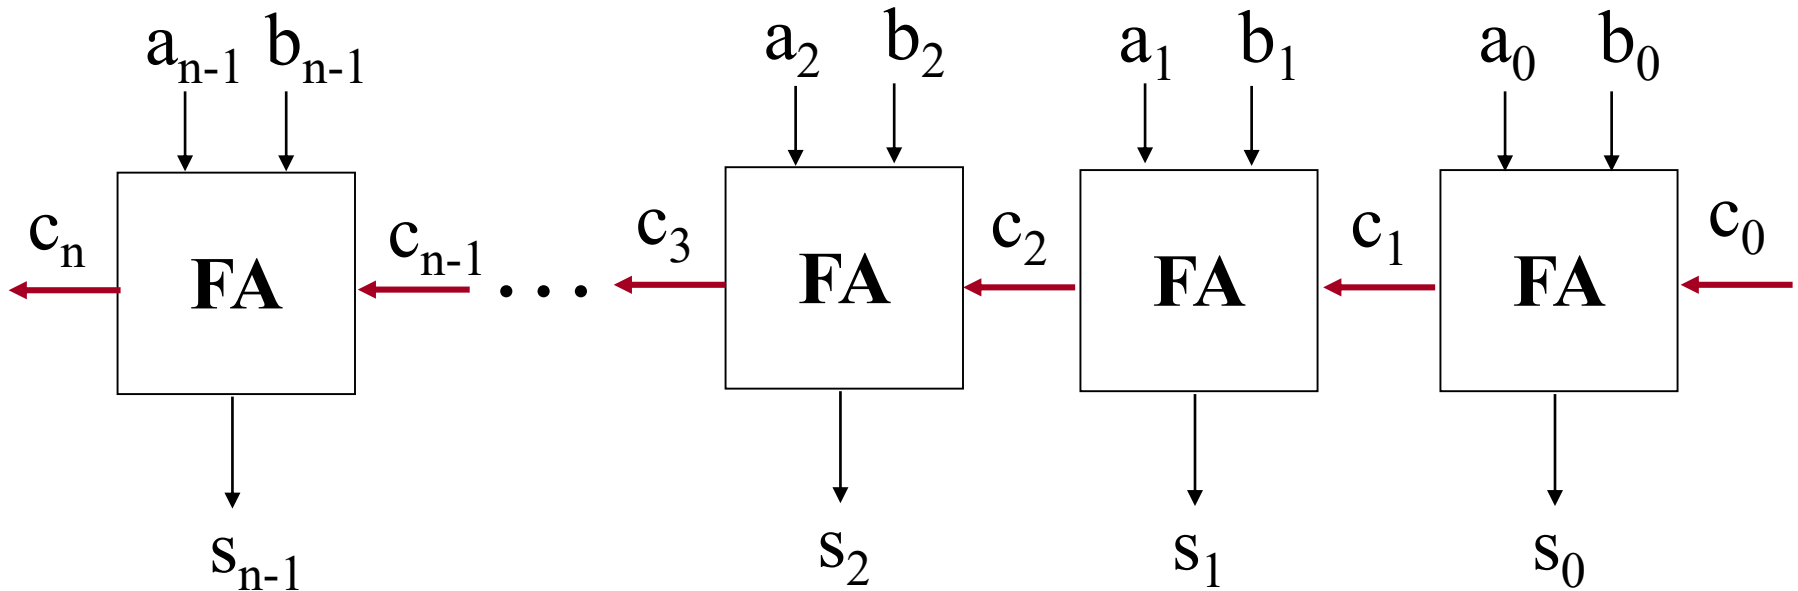 aₙ₋₁ bₙ₋₁ a₂ b₂ a₁ b₁ a₀ b₀
cₙ cₙ₋₁ c₃ c₂ c₁ c₀
FA ... FA FA FA
sₙ₋₁ s₂ s₁ s₀